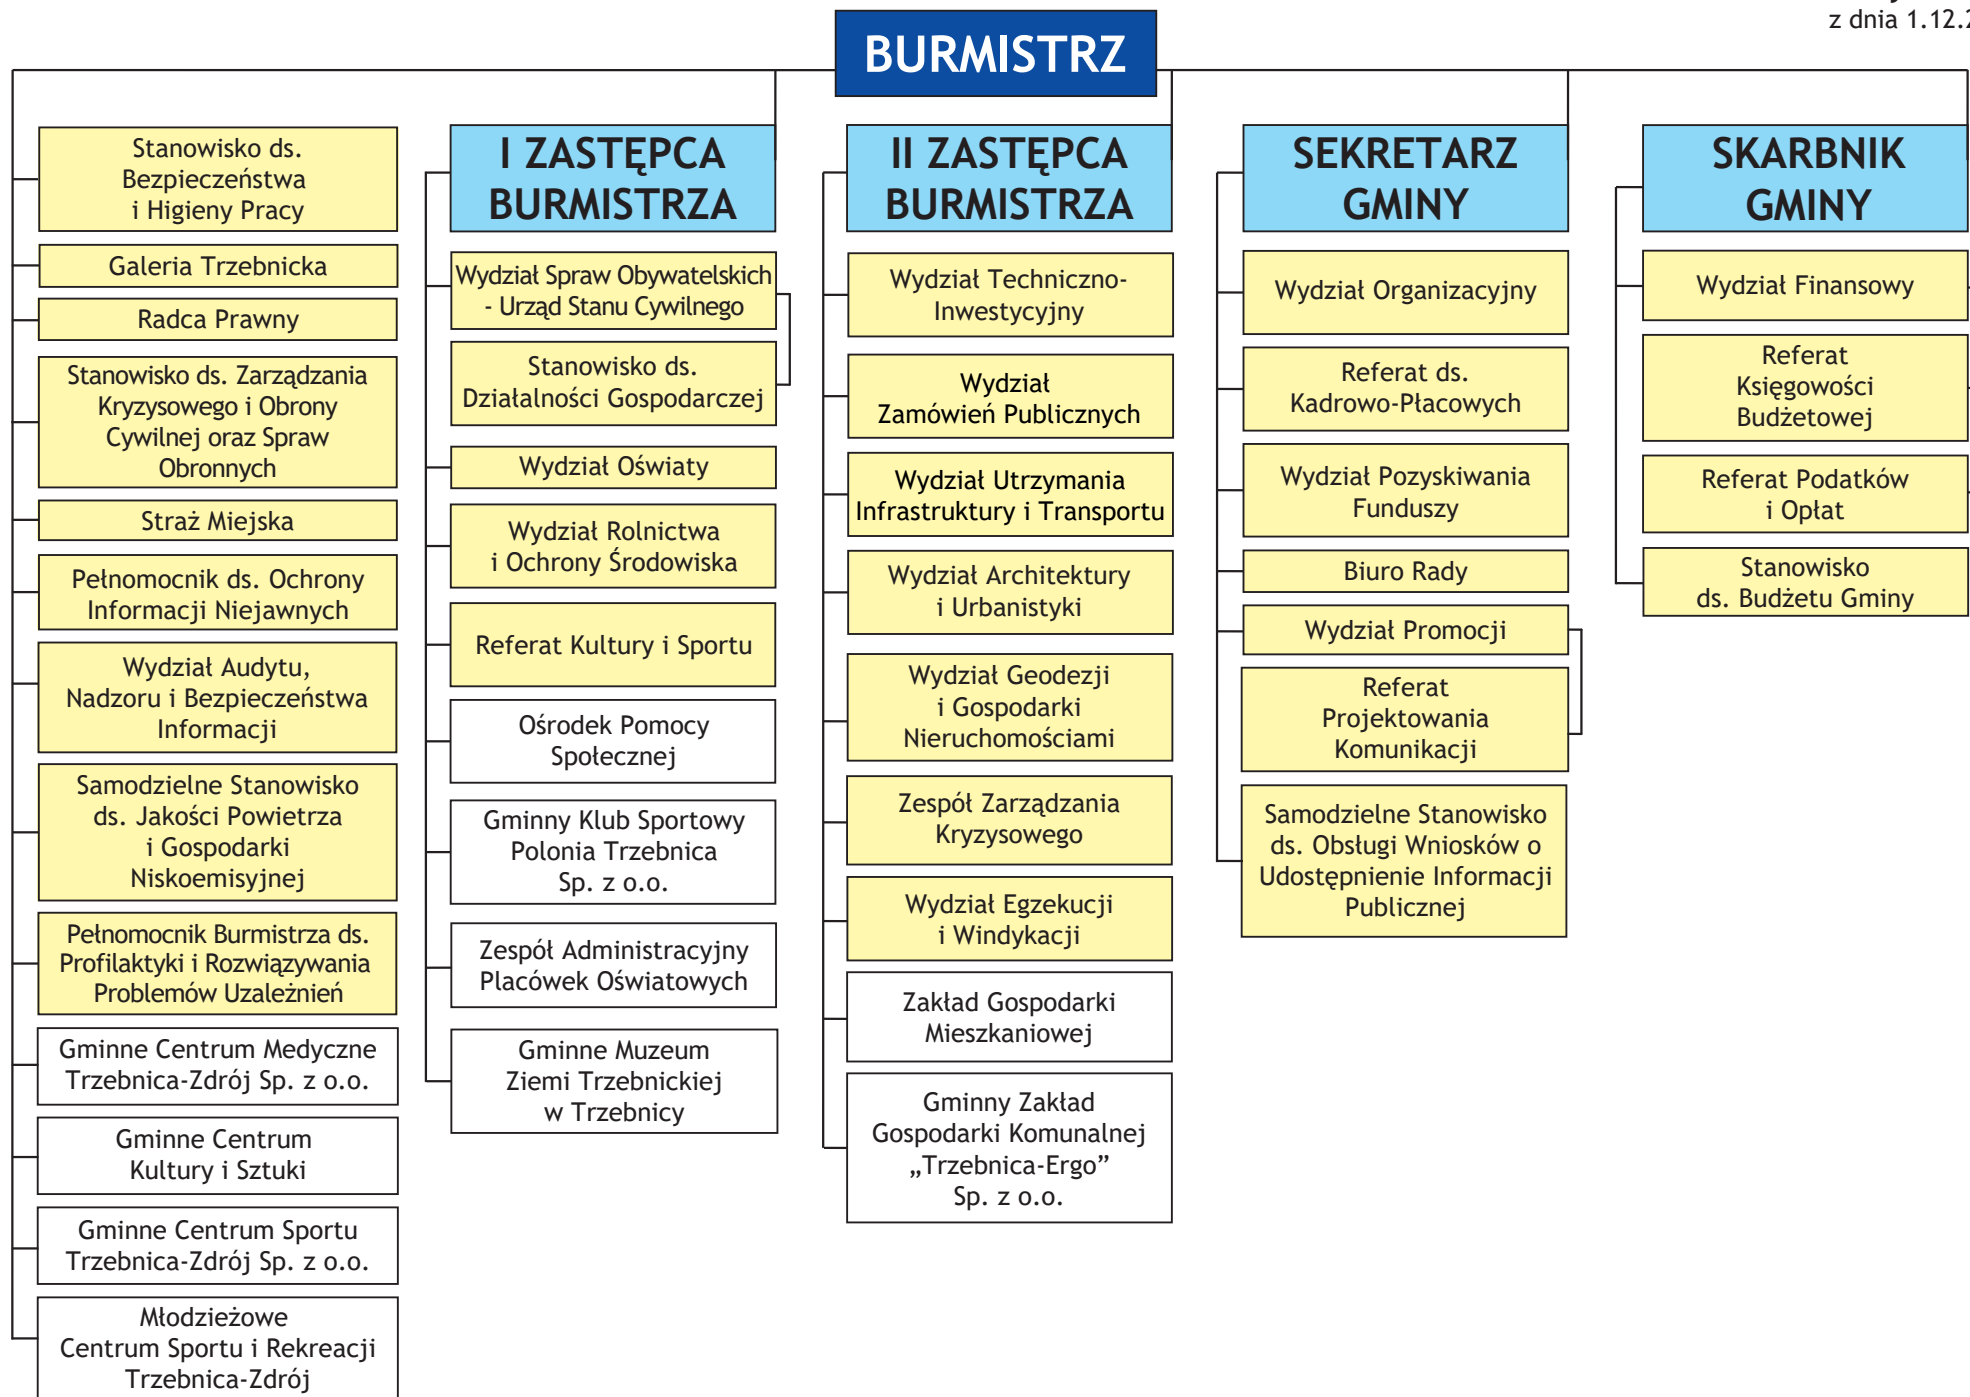 z dnia 1.12.2
BURMISTRZ
Stanowisko ds.
Bezpieczeństwa
i Higieny Pracy
Galeria Trzebnicka
Radca Prawny
Stanowisko ds. Zarządzania
Kryzysowego i Obrony
Cywilnej oraz Spraw
Obronnych
Straż Miejska
Pełnomocnik ds. Ochrony
Informacji Niejawnych
Wydział Audytu,
Nadzoru i Bezpieczeństwa
Informacji
Samodzielne Stanowisko
ds. Jakości Powietrza
i Gospodarki
Niskoemisyjnej
Pełnomocnik Burmistrza ds.
Profilaktyki i Rozwiązywania
Problemów Uzależnień
Gminne Centrum Medyczne
Trzebnica-Zdrój Sp. z o.o.
Gminne Centrum
Kultury i Sztuki
Gminne Centrum Sportu
Trzebnica-Zdrój Sp. z o.o.
Młodzieżowe
Centrum Sportu i Rekreacji
Trzebnica-Zdrój
I ZASTĘPCA
BURMISTRZA
Wydział Spraw Obywatelskich
- Urząd Stanu Cywilnego
Stanowisko ds.
Działalności Gospodarczej
Wydział Oświaty
Wydział Rolnictwa
i Ochrony Środowiska
Referat Kultury i Sportu
Ośrodek Pomocy
Społecznej
Gminny Klub Sportowy
Polonia Trzebnica
Sp. z o.o.
Zespół Administracyjny
Placówek Oświatowych
Gminne Muzeum
Ziemi Trzebnickiej
w Trzebnicy
II ZASTĘPCA
BURMISTRZA
Wydział Techniczno-
Inwestycyjny
Wydział
Zamówień Publicznych
Wydział Utrzymania
Infrastruktury i Transportu
Wydział Architektury
i Urbanistyki
Wydział Geodezji
i Gospodarki
Nieruchomościami
Zespół Zarządzania
Kryzysowego
Wydział Egzekucji
i Windykacji
Zakład Gospodarki
Mieszkaniowej
Gminny Zakład
Gospodarki Komunalnej
„Trzebnica-Ergo”
Sp. z o.o.
SEKRETARZ
GMINY
Wydział Organizacyjny
Referat ds.
Kadrowo-Płacowych
Wydział Pozyskiwania
Funduszy
Biuro Rady
Wydział Promocji
Referat
Projektowania
Komunikacji
Samodzielne Stanowisko
ds. Obsługi Wniosków o
Udostępnienie Informacji
Publicznej
SKARBNIK
GMINY
Wydział Finansowy
Referat
Księgowości
Budżetowej
Referat Podatków
i Opłat
Stanowisko
ds. Budżetu Gminy